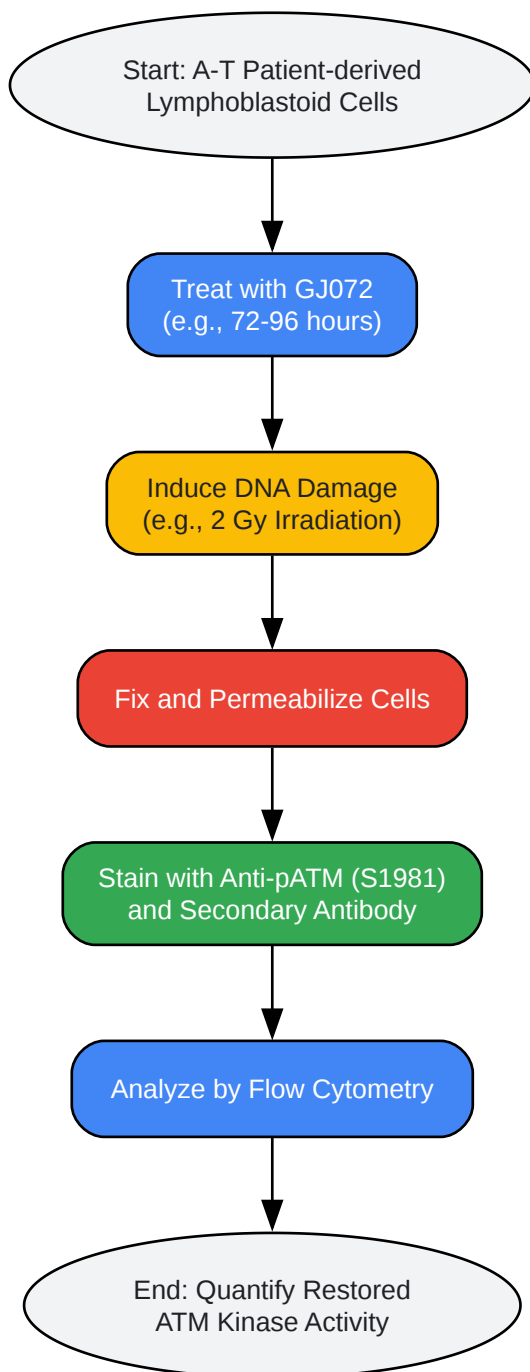 Start: A-T Patient-derived
Lymphoblastoid Cells
Treat with GJ072
(e.g., 72-96 hours)
Induce DNA Damage
(e.g., 2 Gy Irradiation)
Fix and Permeabilize Cells
Stain with Anti-pATM (S1981)
and Secondary Antibody
Analyze by Flow Cytometry
End: Quantify Restored
ATM Kinase Activity